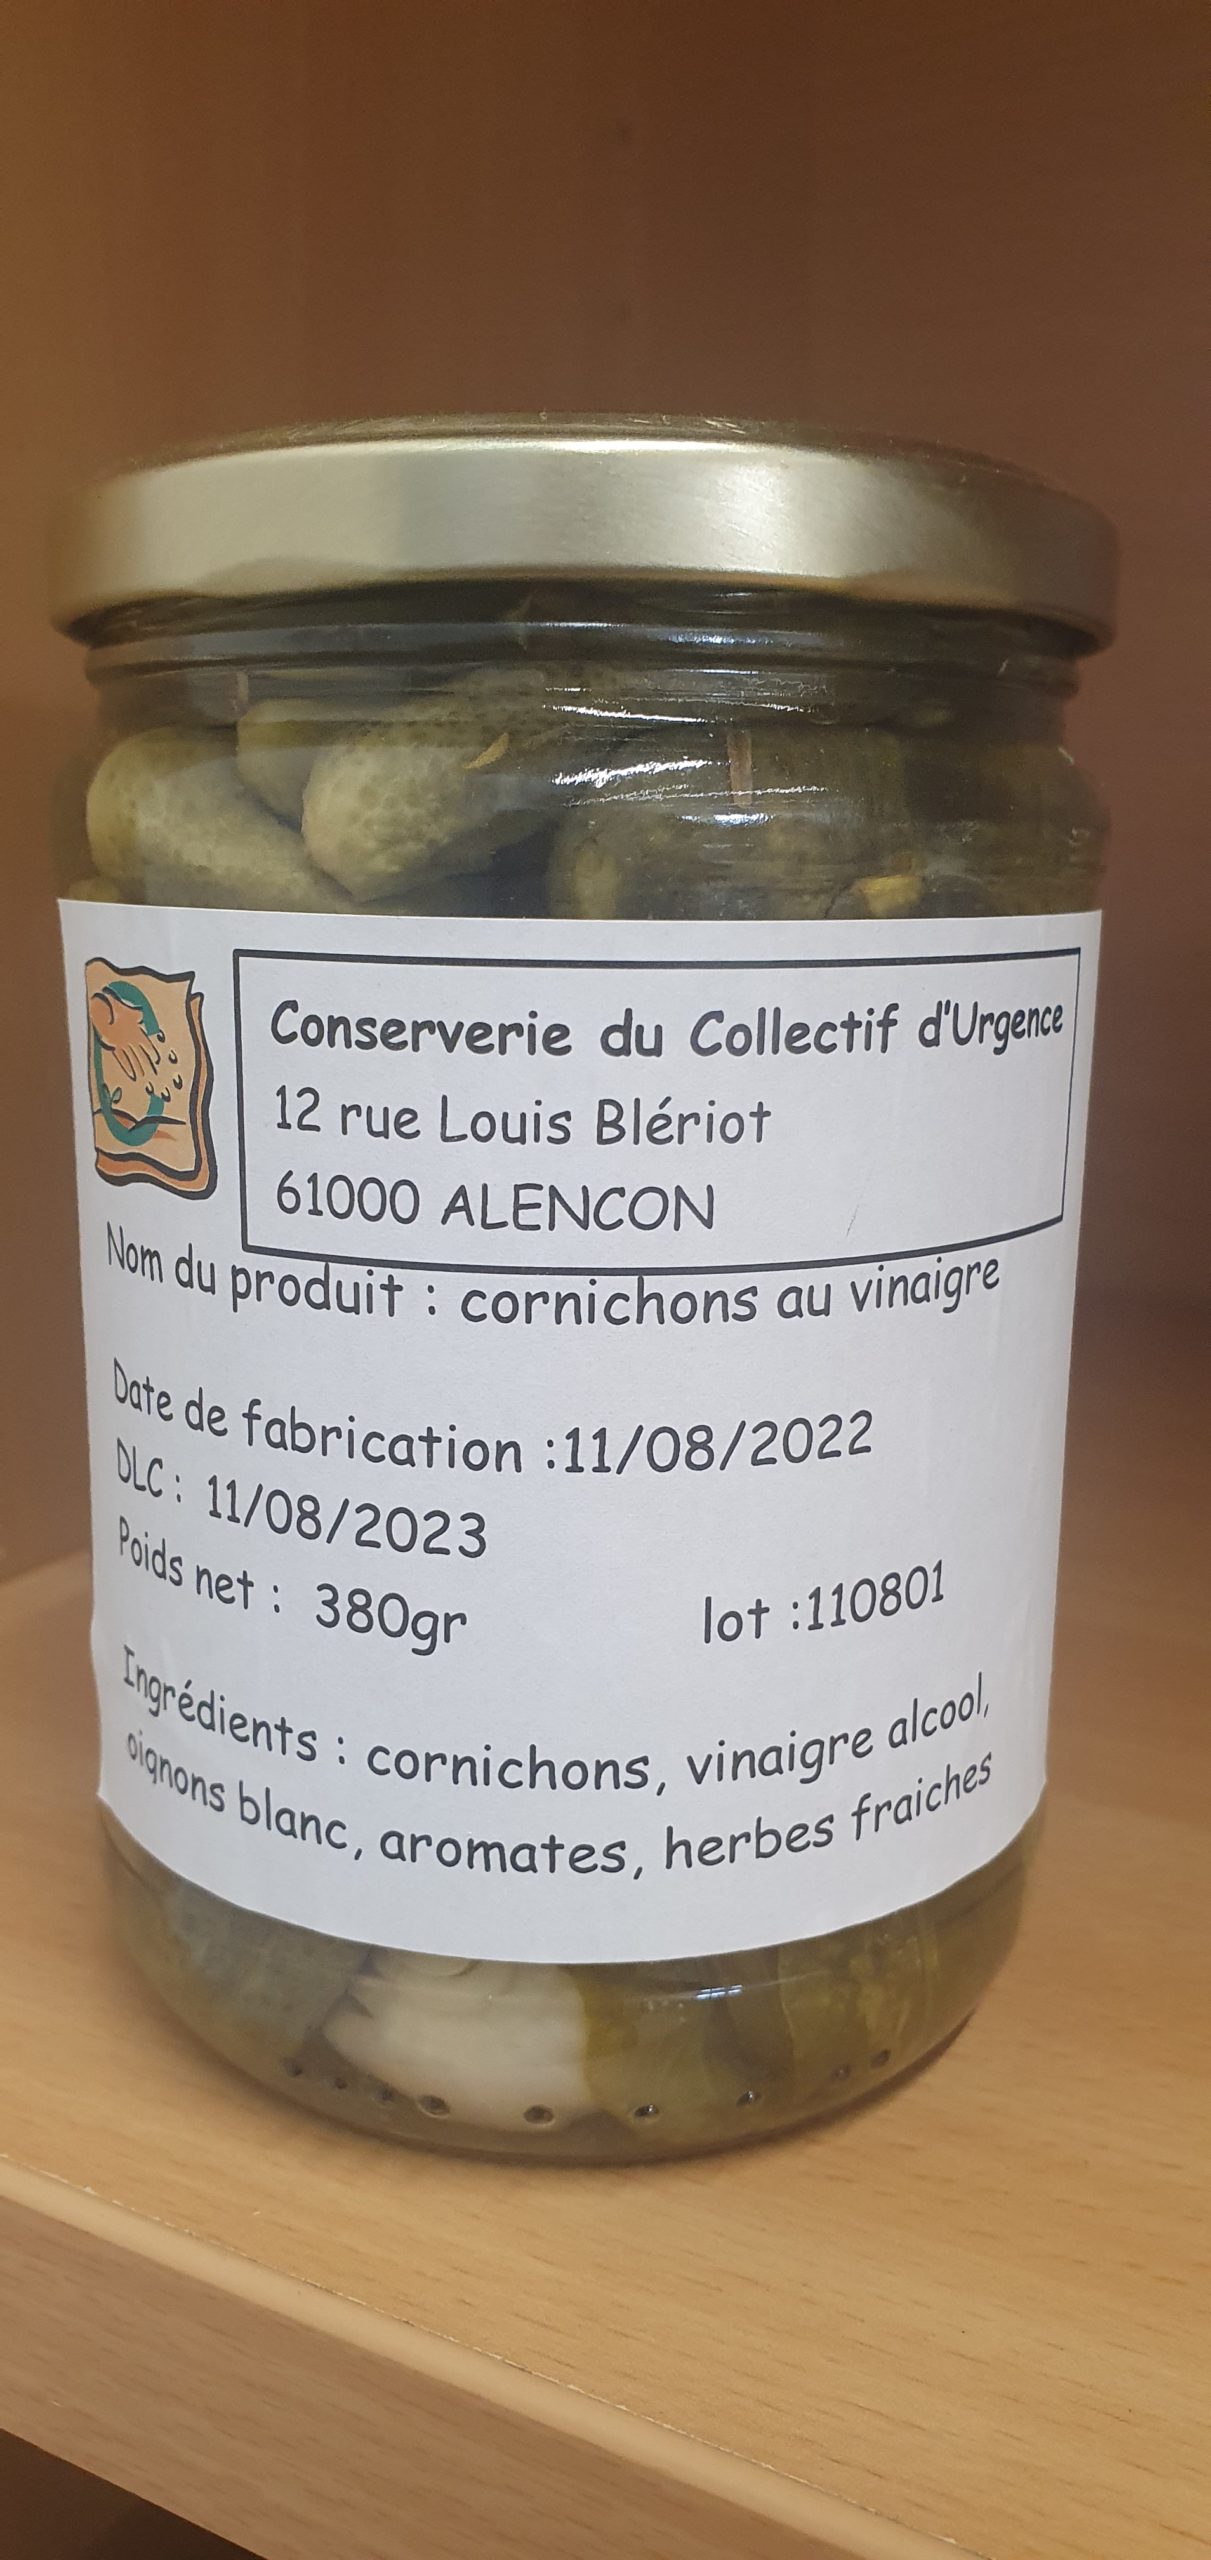 Conserverie du Collectif d'Urgence
12 rue Louis Blériot
61000 ALENCON
Nom du produit : cornichons au vinaigre
Date de fabrication :11/08/2022
DLC : 11/08/2023
Poids net : 380gr lot :110801
Ingrédients : cornichons, vinaigre alcool,
oignons blanc, aromates, herbes fraiches